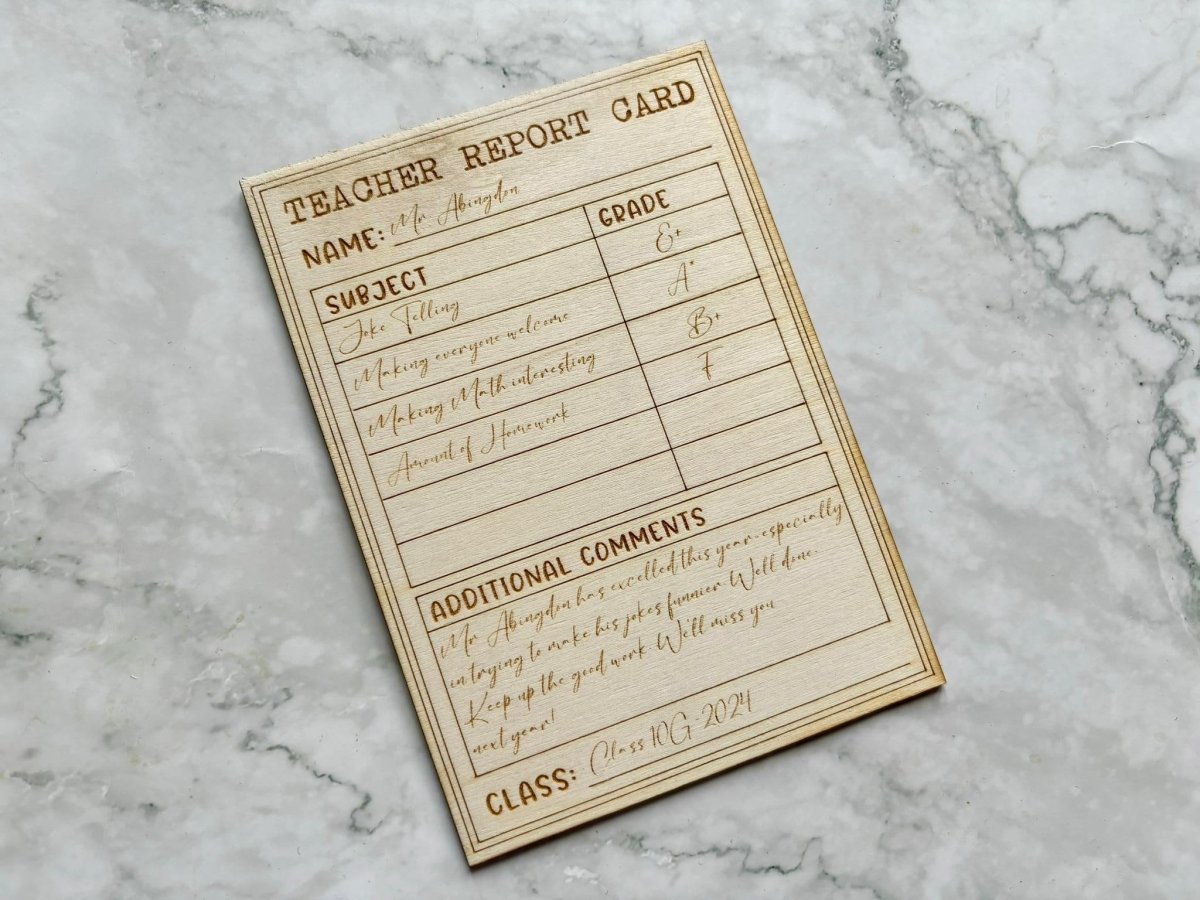 TEACHER REPORT CARD
NAME: Mr Abingdon
SUBJECT GRADE
Joke Telling E+
Making everyone welcome A*
Making Math interesting B+
Amount of Homework F
ADDITIONAL COMMENTS
Mr Abingdon has excelled this year-especially
in trying to make his jokes funnier. Well done.
Keep up the good work. We'll miss you
next year!
CLASS: Class 10G-2024